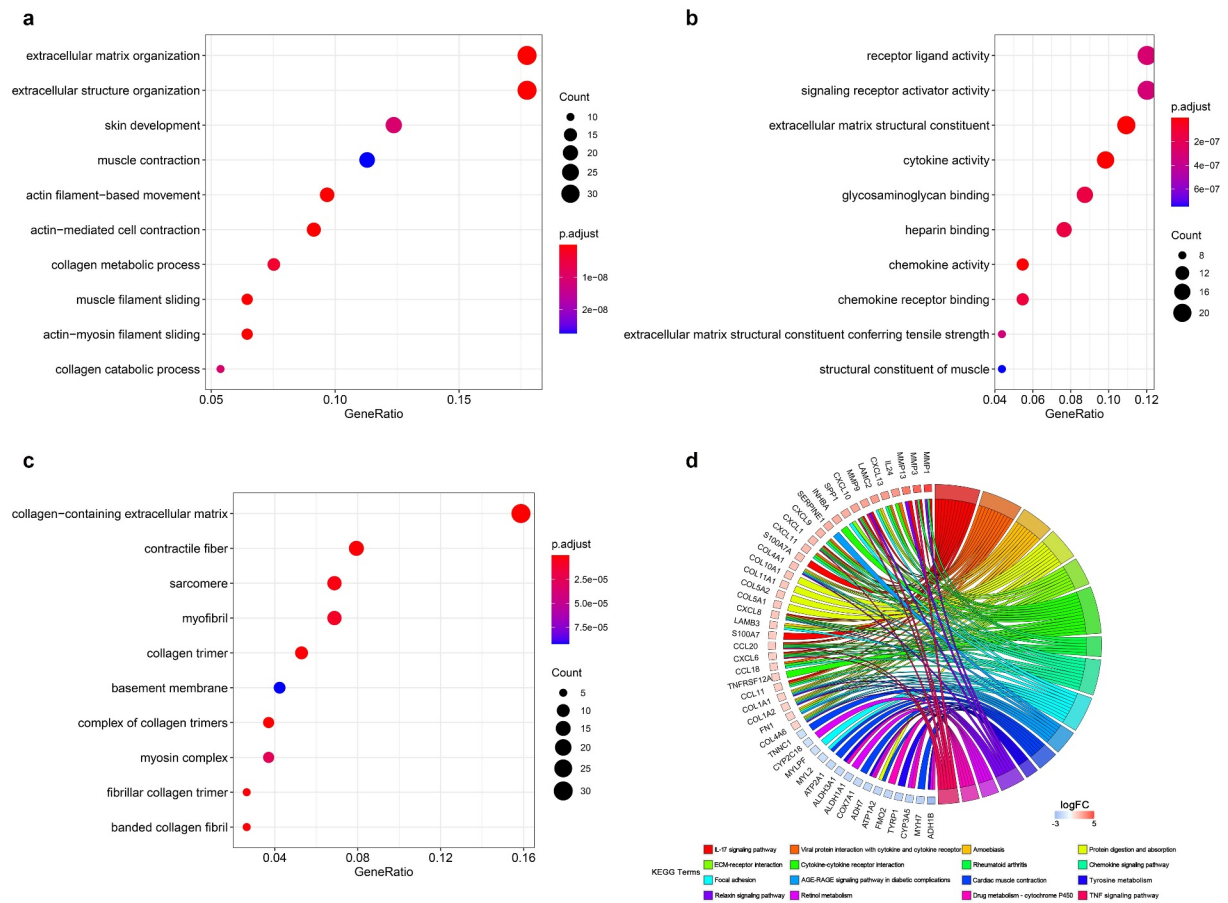 a
extracellular matrix organization
extracellular structure organization
skin development
muscle contraction
actin filament−based movement
actin−mediated cell contraction
collagen metabolic process
muscle filament sliding
actin−myosin filament sliding
collagen catabolic process
0.05 0.10 0.15
GeneRatio
Count
10
15
20
25
30
p.adjust
1e−08
2e−08
b
receptor ligand activity
signaling receptor activator activity
extracellular matrix structural constituent
cytokine activity
glycosaminoglycan binding
heparin binding
chemokine activity
chemokine receptor binding
extracellular matrix structural constituent conferring tensile strength
structural constituent of muscle
0.04 0.06 0.08 0.10 0.12
GeneRatio
p.adjust
2e−07
4e−07
6e−07
Count
8
12
16
20
c
collagen−containing extracellular matrix
contractile fiber
sarcomere
myofibril
collagen trimer
basement membrane
complex of collagen trimers
myosin complex
fibrillar collagen trimer
banded collagen fibril
0.04 0.08 0.12 0.16
GeneRatio
p.adjust
2.5e−05
5.0e−05
7.5e−05
Count
5
10
15
20
25
30
d
MMP1
MMP3
MMP13
IL24
CXCL13
LAMC2
MMP9
CXCL10
SPP1
INHBA
SERPINE1
CXCL9
CXCL1
CXCL11
S100A7A
COL4A1
COL10A1
COL11A1
COL5A2
COL5A1
CXCL8
LAMB3
S100A7
CCL20
CXCL6
CCL18
TNFRSF12A
CCL11
COL1A1
COL1A2
FN1
COL4A6
TNNC1
CYP2C18
MYLPF
MYL2
ATP2A1
ALDH3A1
ALDH1A1
COX7A1
ADH7
ATP1A2
FMO2
TYRP1
CYP3A5
MYH7
ADH1B
logFC
-3 5
KEGG Terms
IL-17 signaling pathway Viral protein interaction with cytokine and cytokine receptor Amoebiasis Protein digestion and absorption
ECM-receptor interaction Cytokine-cytokine receptor interaction Rheumatoid arthritis Chemokine signaling pathway
Focal adhesion AGE-RAGE signaling pathway in diabetic complications Cardiac muscle contraction Tyrosine metabolism
Relaxin signaling pathway Retinol metabolism Drug metabolism - cytochrome P450 TNF signaling pathway